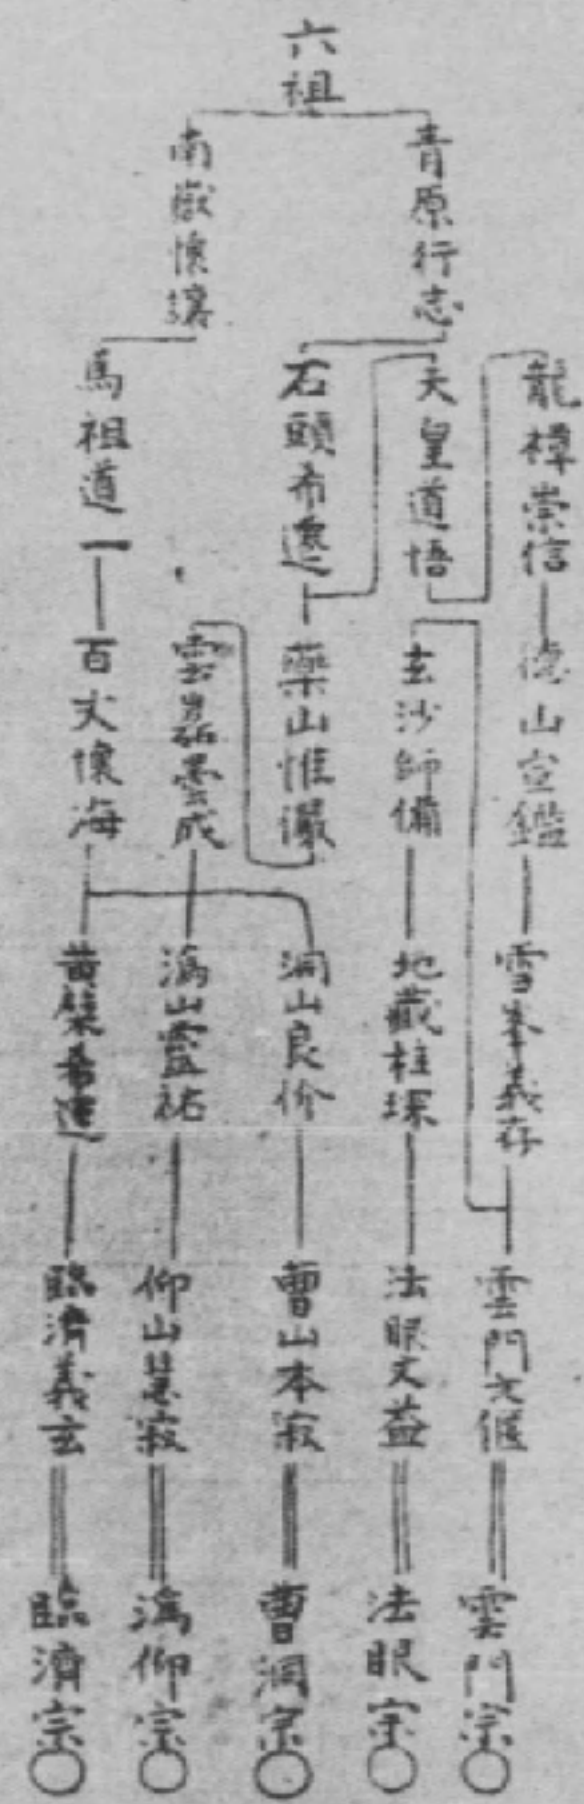 六祖
青原行志
南嶽懷讓
龍禪崇信
天皇道悟
石頭希遷
馬祖道一
德山宣鑑
玄沙師備
藥山惟儼
雲嵓曇成
百丈懷海
雪峯義存
地藏桂琛
洞山良价
潙山靈祐
黃檗希運
雲門文偃
法眼文益
曹山本寂
仰山慧寂
臨濟義玄
雲門宗○
法眼宗○
曹洞宗○
潙仰宗○
臨濟宗○